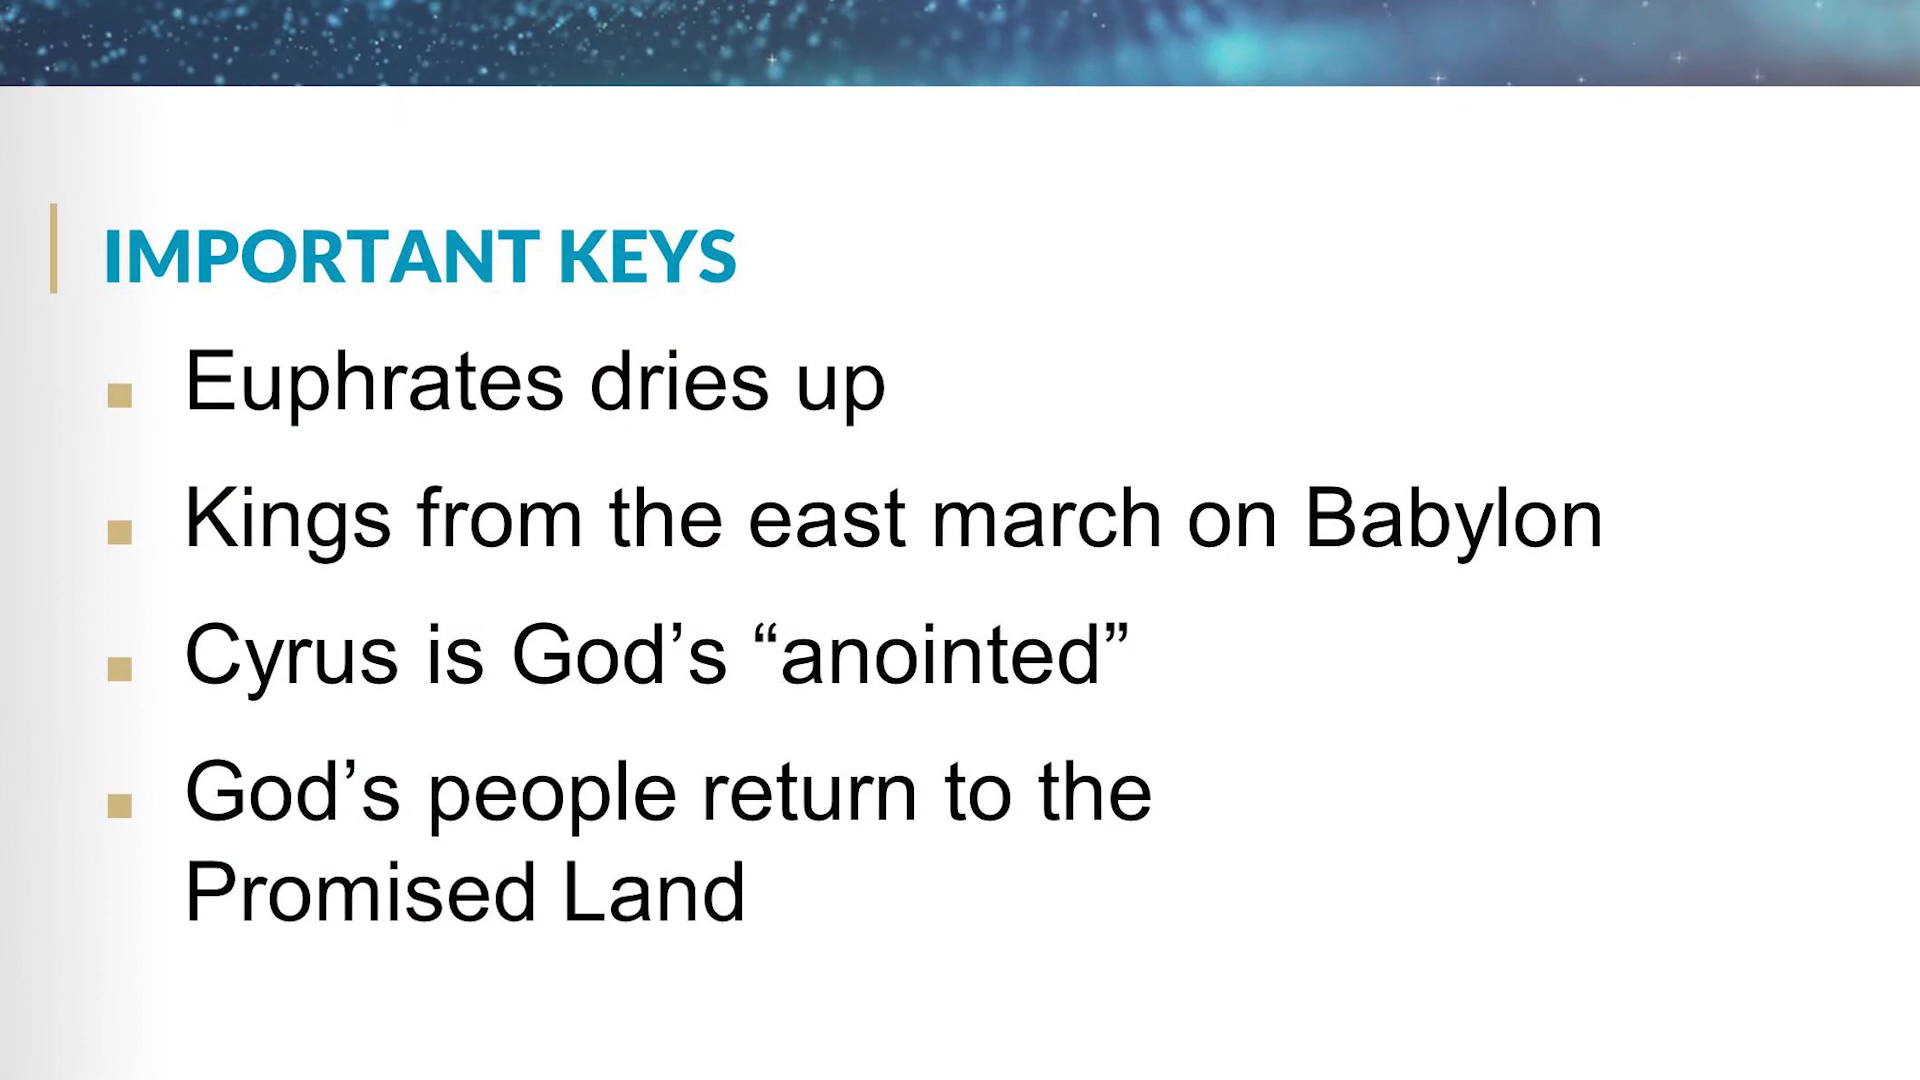 IMPORTANT KEYS
Euphrates dries up
Kings from the east march on Babylon
Cyrus is God’s “anointed”
God’s people return to the
Promised Land